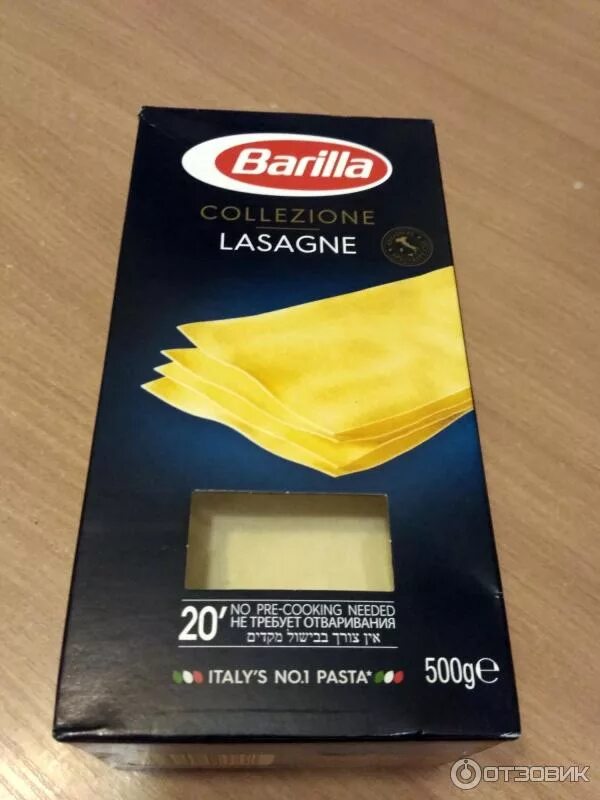 Barilla
COLLEZIONE
LASAGNE
20' NO PRE-COOKING NEEDED
НЕ ТРЕБУЕТ ОТВАРИВАНИЯ
אין צורך בבישול מקדים
ITALY'S NO.1 PASTA*
500g℮
ОТЗОВИК